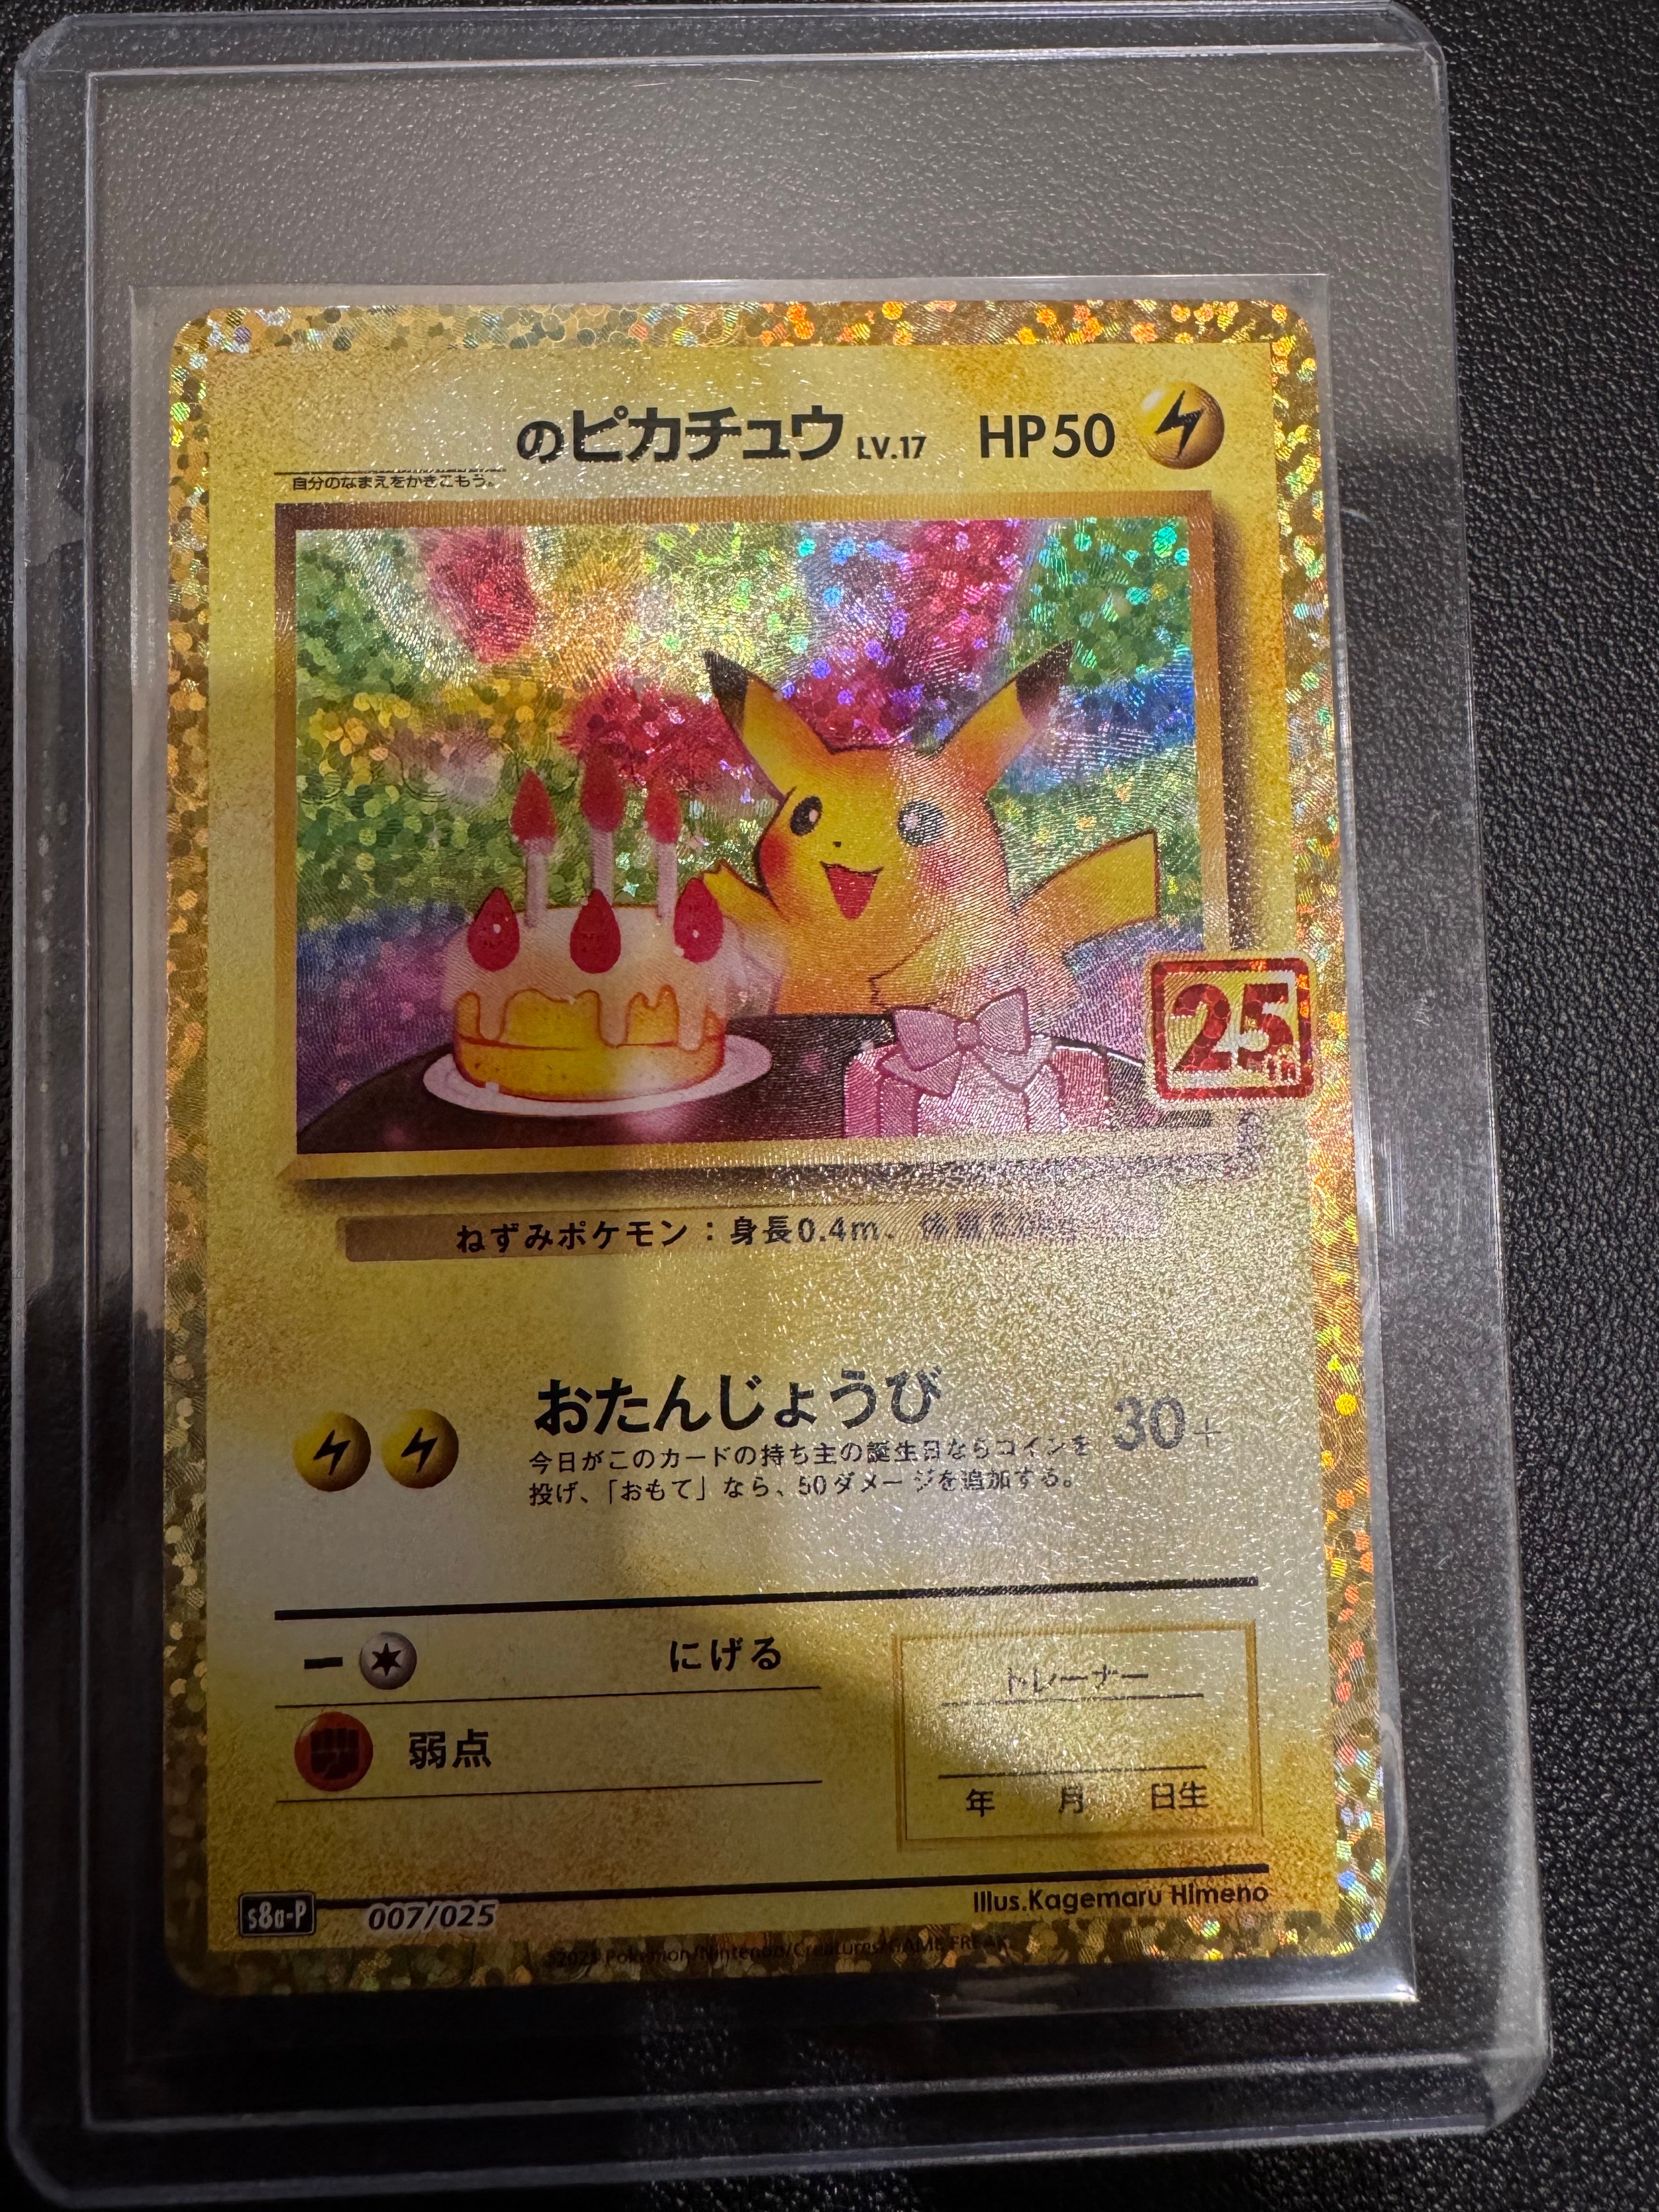 のピカチュウ LV.17 HP50
自分のなまえをかきこもう。
25th
ねずみポケモン：身長0.4m、
おたんじょうび 30+
今日がこのカードの持ち主の誕生日ならコインを
投げ、「おもて」なら、50ダメージを追加する。
にげる
弱点
トレーナー
年 月 日生
s8a-P 007/025
Illus.Kagemaru Himeno
Pokémon/Nintendo/Creatures/GAME FREAK.